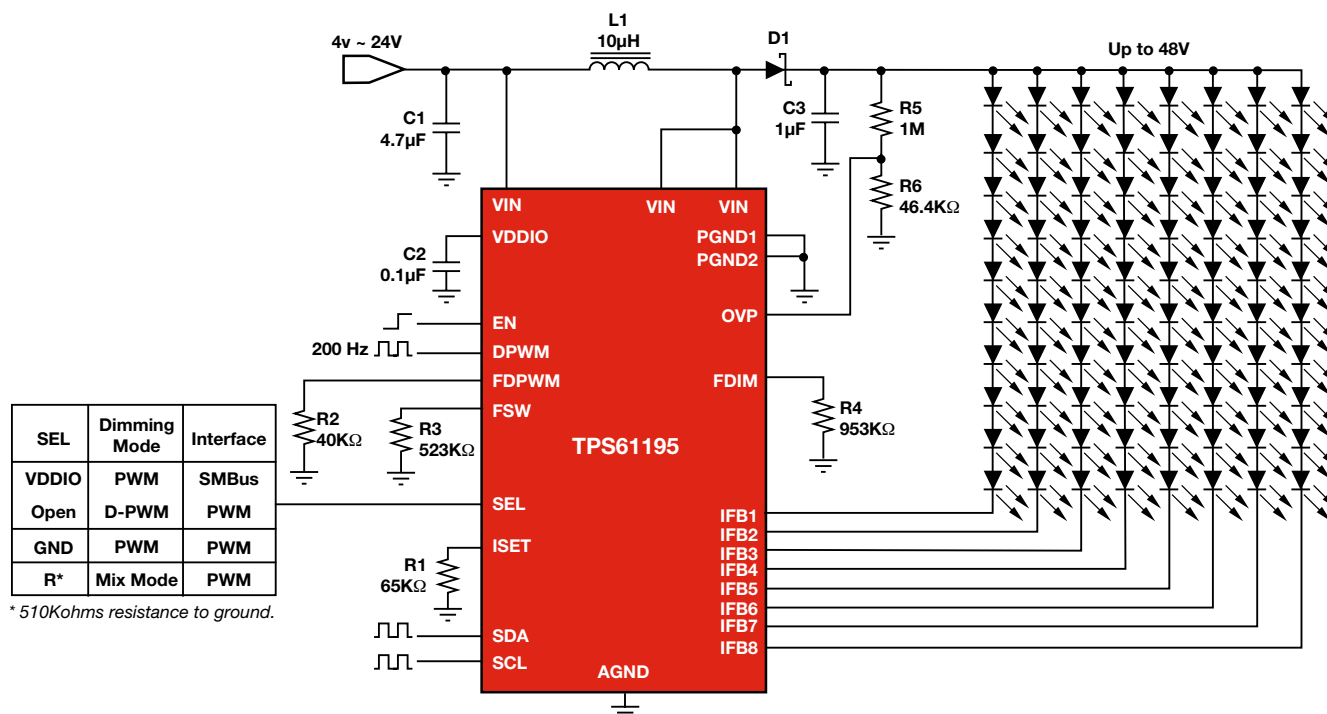 4v ~ 24V
L1
10µH
D1
Up to 48V
C1
4.7µF
C3
1µF
R5
1M
R6
46.4KΩ
VIN
VIN
VIN
VDDIO
PGND1
PGND2
C2
0.1µF
OVP
EN
200 Hz
DPWM
FDPWM
FDIM
FSW
R2
40KΩ
R3
523KΩ
R4
953KΩ
TPS61195
SEL
Dimming Mode
Interface
VDDIO
PWM
SMBus
Open
D-PWM
PWM
GND
PWM
PWM
R*
Mix Mode
PWM
* 510Kohms resistance to ground.
SEL
ISET
R1
65KΩ
SDA
SCL
AGND
IFB1
IFB2
IFB3
IFB4
IFB5
IFB6
IFB7
IFB8